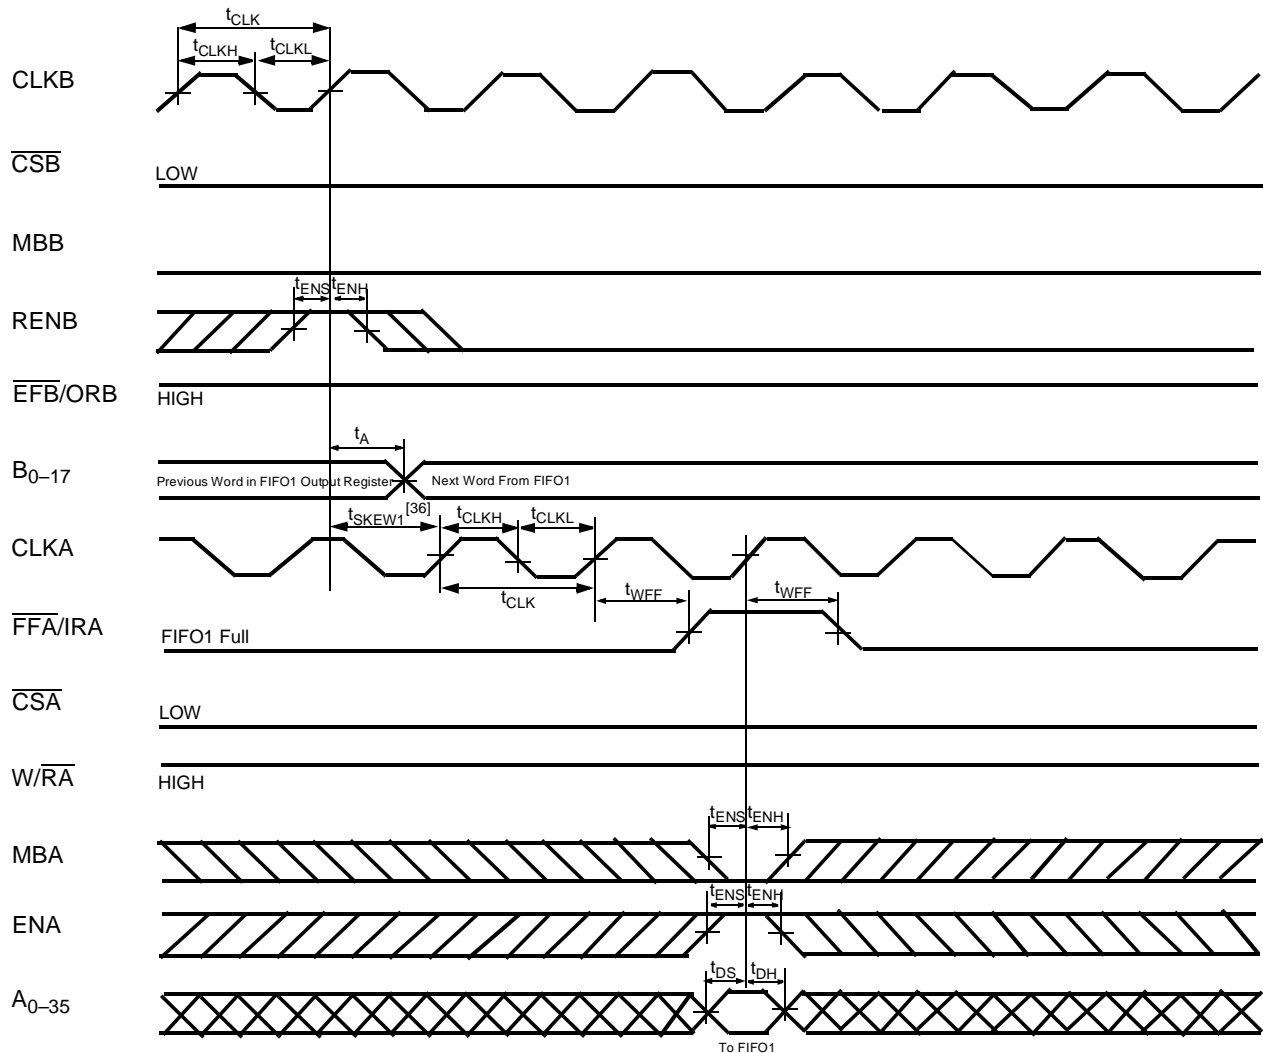 tCLK
tCLKH tCLKL
CLKB
CSB
LOW
MBB
tENS tENH
RENB
EFB/ORB
HIGH
tA
B0–17
Previous Word in FIFO1 Output Register Next Word From FIFO1
tSKEW1[36] tCLKH tCLKL
CLKA
tCLK tWFF tWFF
FFA/IRA
FIFO1 Full
CSA
LOW
W/RA
HIGH
tENS tENH
MBA
tENS tENH
ENA
tDS tDH
A0–35
To FIFO1